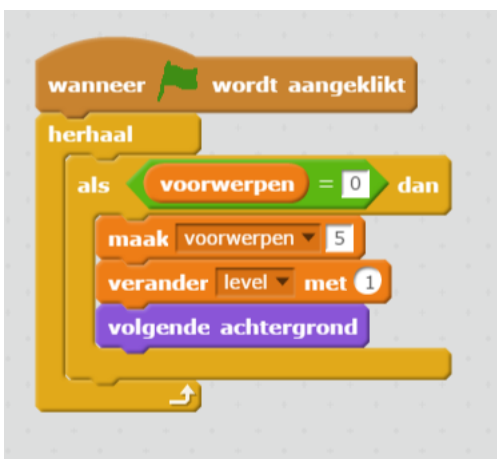 wanneer wordt aangeklikt
herhaal
als voorwerpen = 0 dan
maak voorwerpen 5
verander level met 1
volgende achtergrond